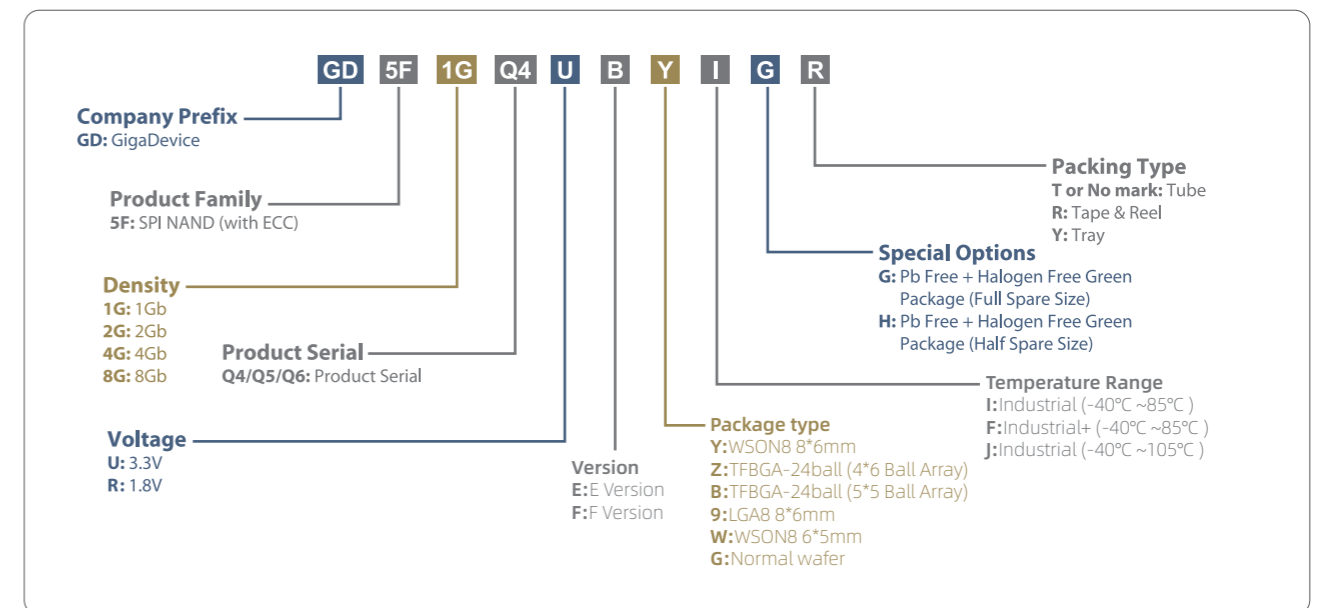 GD 5F 1G Q4 U B Y I G R
Company Prefix
GD: GigaDevice
Product Family
5F: SPI NAND (with ECC)
Density
1G: 1Gb
2G: 2Gb
4G: 4Gb
8G: 8Gb
Product Serial
Q4/Q5/Q6: Product Serial
Voltage
U: 3.3V
R: 1.8V
Version
E:E Version
F:F Version
Package type
Y:WSON8 8*6mm
Z:TFBGA-24ball (4*6 Ball Array)
B:TFBGA-24ball (5*5 Ball Array)
9:LGA8 8*6mm
W:WSON8 6*5mm
G:Normal wafer
Temperature Range
I:Industrial (-40℃ ~85℃ )
F:Industrial+ (-40℃ ~85℃ )
J:Industrial (-40℃ ~105℃ )
Special Options
G: Pb Free + Halogen Free Green
Package (Full Spare Size)
H: Pb Free + Halogen Free Green
Package (Half Spare Size)
Packing Type
T or No mark: Tube
R: Tape & Reel
Y: Tray